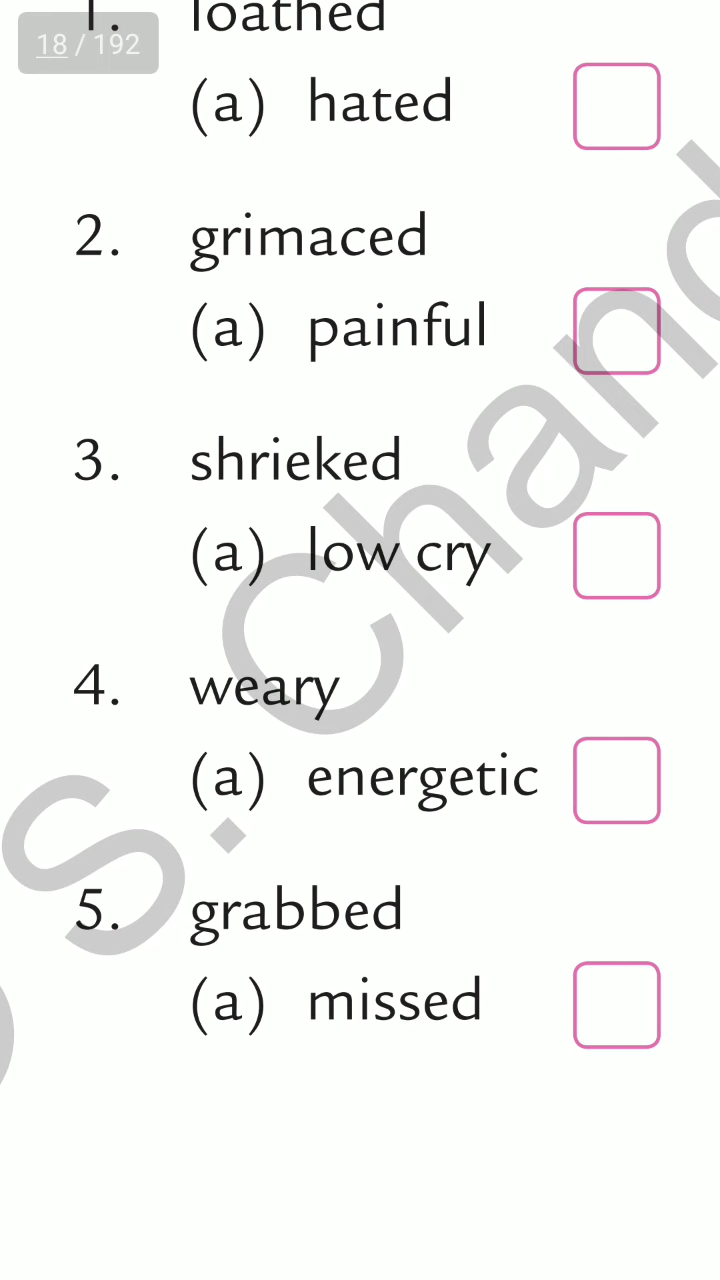 1. loathed
18 / 192
(a) hated
2. grimaced
(a) painful
3. shrieked
(a) low cry
4. weary
(a) energetic
5. grabbed
(a) missed
S. Chand